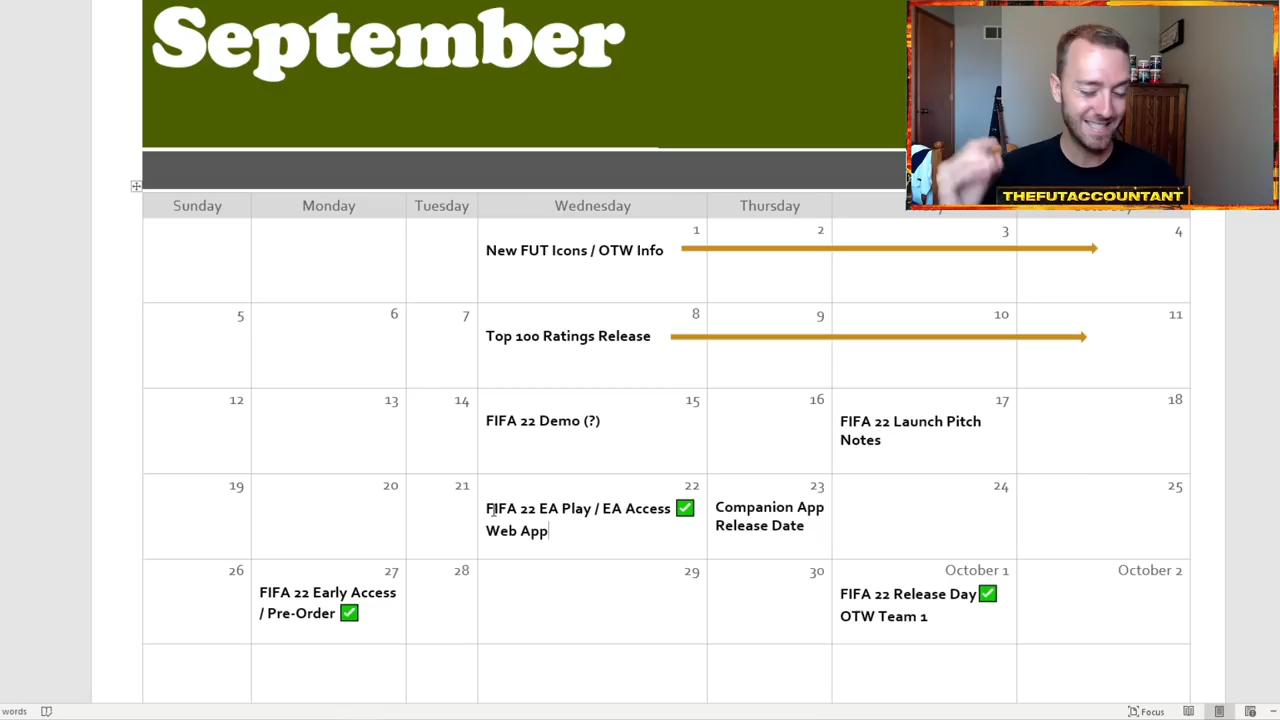 September
THEFUTACCOUNTANT
Sunday Monday Tuesday Wednesday Thursday
1 2 3 4
New FUT Icons / OTW Info
5 6 7 8 9 10 11
Top 100 Ratings Release
12 13 14 15 16 17 18
FIFA 22 Demo (?)
FIFA 22 Launch Pitch
Notes
19 20 21 22 23 24 25
FIFA 22 EA Play / EA Access ✅
Web App
Companion App
Release Date
26 27 28 29 30 October 1 October 2
FIFA 22 Early Access
/ Pre-Order ✅
FIFA 22 Release Day ✅
OTW Team 1
words
Focus